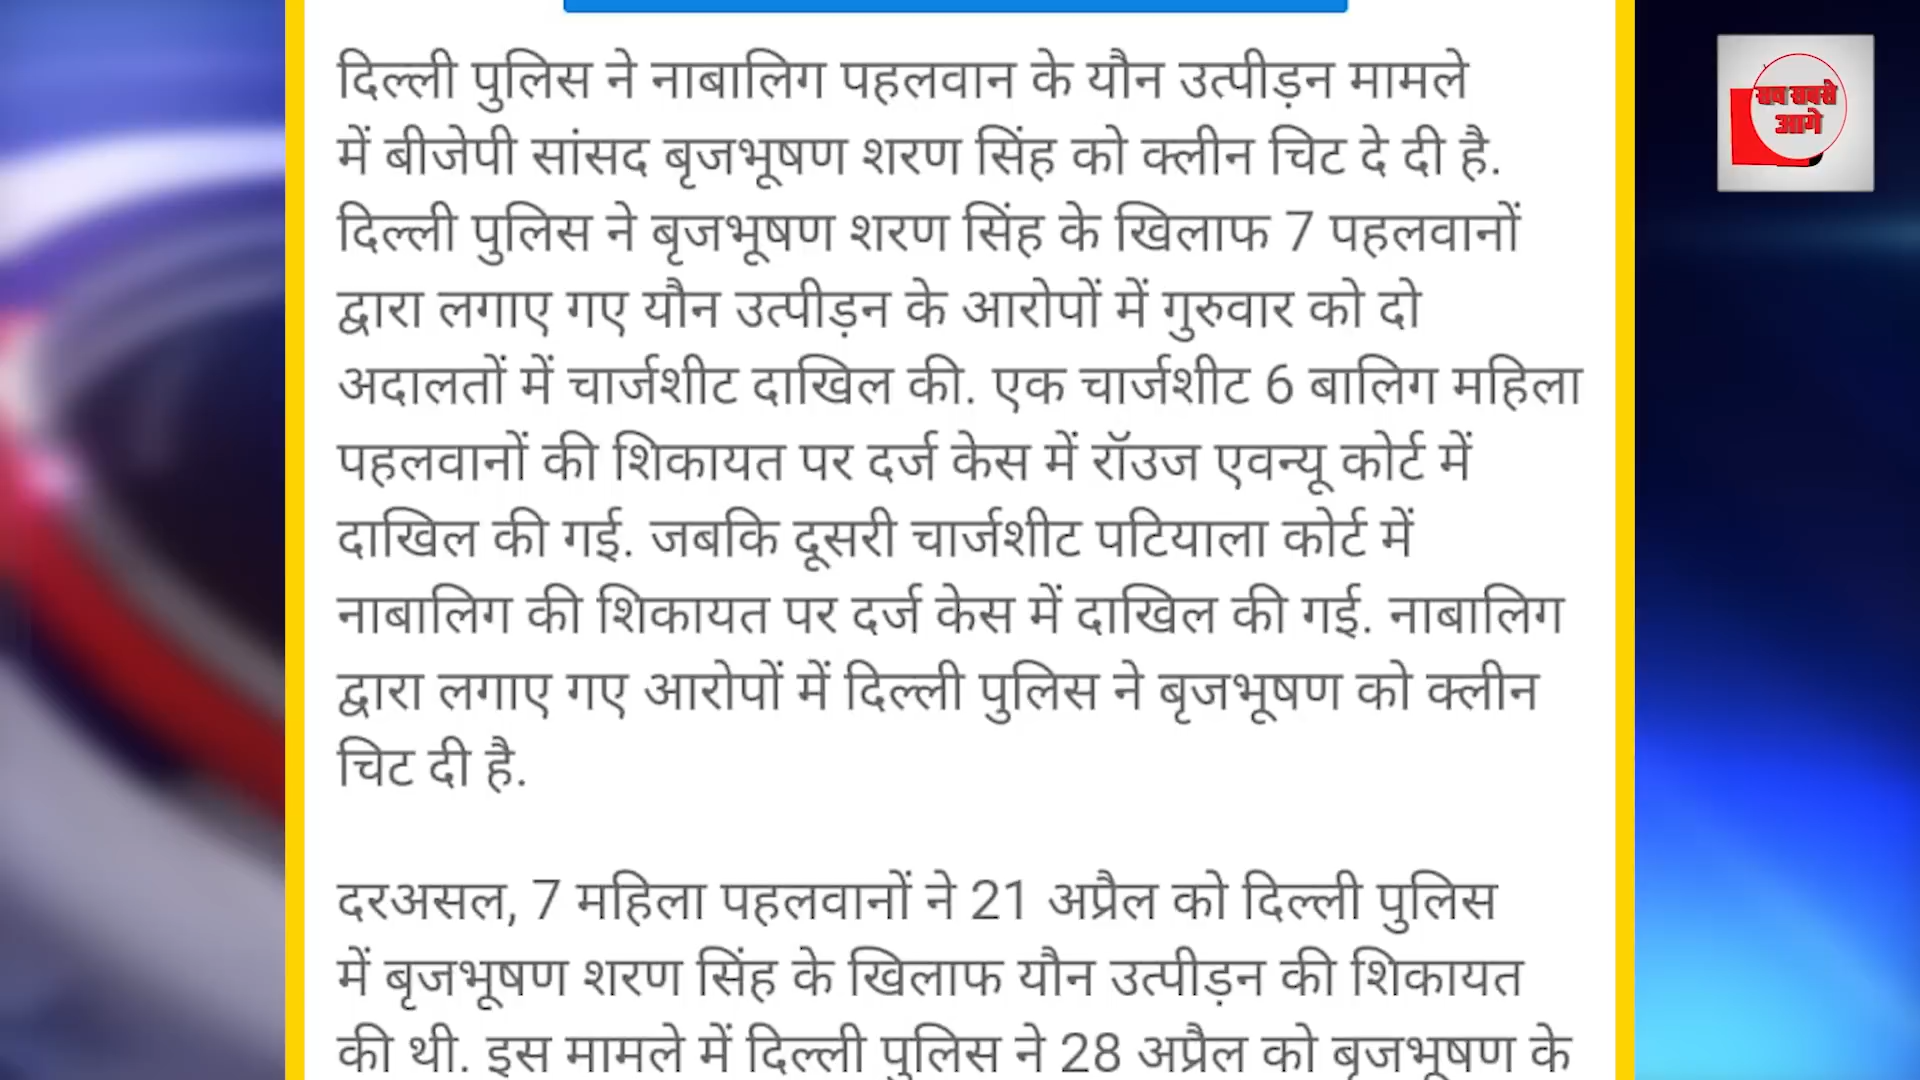 दिल्ली पुलिस ने नाबालिग पहलवान के यौन उत्पीड़न मामले
में बीजेपी सांसद बृजभूषण शरण सिंह को क्लीन चिट दे दी है.
दिल्ली पुलिस ने बृजभूषण शरण सिंह के खिलाफ 7 पहलवानों
द्वारा लगाए गए यौन उत्पीड़न के आरोपों में गुरुवार को दो
अदालतों में चार्जशीट दाखिल की. एक चार्जशीट 6 बालिग महिला
पहलवानों की शिकायत पर दर्ज केस में रॉउज एवन्यू कोर्ट में
दाखिल की गई. जबकि दूसरी चार्जशीट पटियाला कोर्ट में
नाबालिग की शिकायत पर दर्ज केस में दाखिल की गई. नाबालिग
द्वारा लगाए गए आरोपों में दिल्ली पुलिस ने बृजभूषण को क्लीन
चिट दी है.
दरअसल, 7 महिला पहलवानों ने 21 अप्रैल को दिल्ली पुलिस
में बृजभूषण शरण सिंह के खिलाफ यौन उत्पीड़न की शिकायत
की थी. इस मामले में दिल्ली पुलिस ने 28 अप्रैल को बृजभूषण के
सबसे
आगे